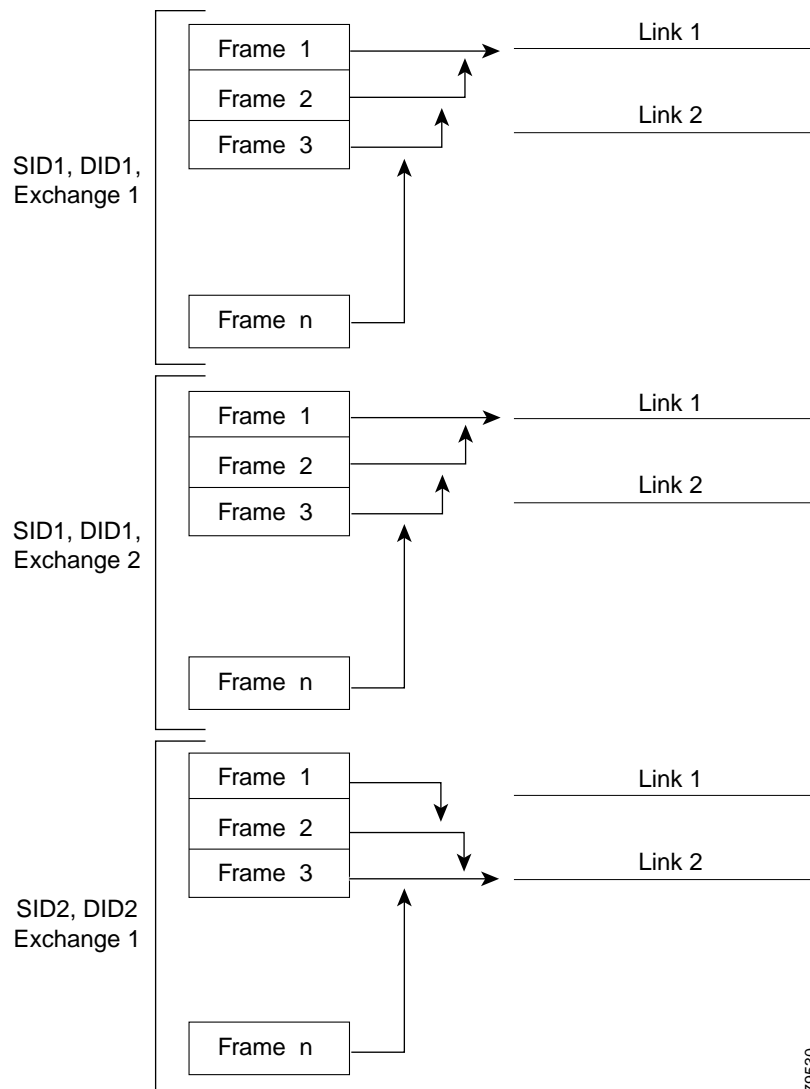 Frame 1
Link 1
Frame 2
Link 2
Frame 3
SID1, DID1,
Exchange 1
Frame n
Frame 1
Link 1
Frame 2
Link 2
Frame 3
SID1, DID1,
Exchange 2
Frame n
Frame 1
Link 1
Frame 2
Link 2
Frame 3
SID2, DID2
Exchange 1
Frame n
79530